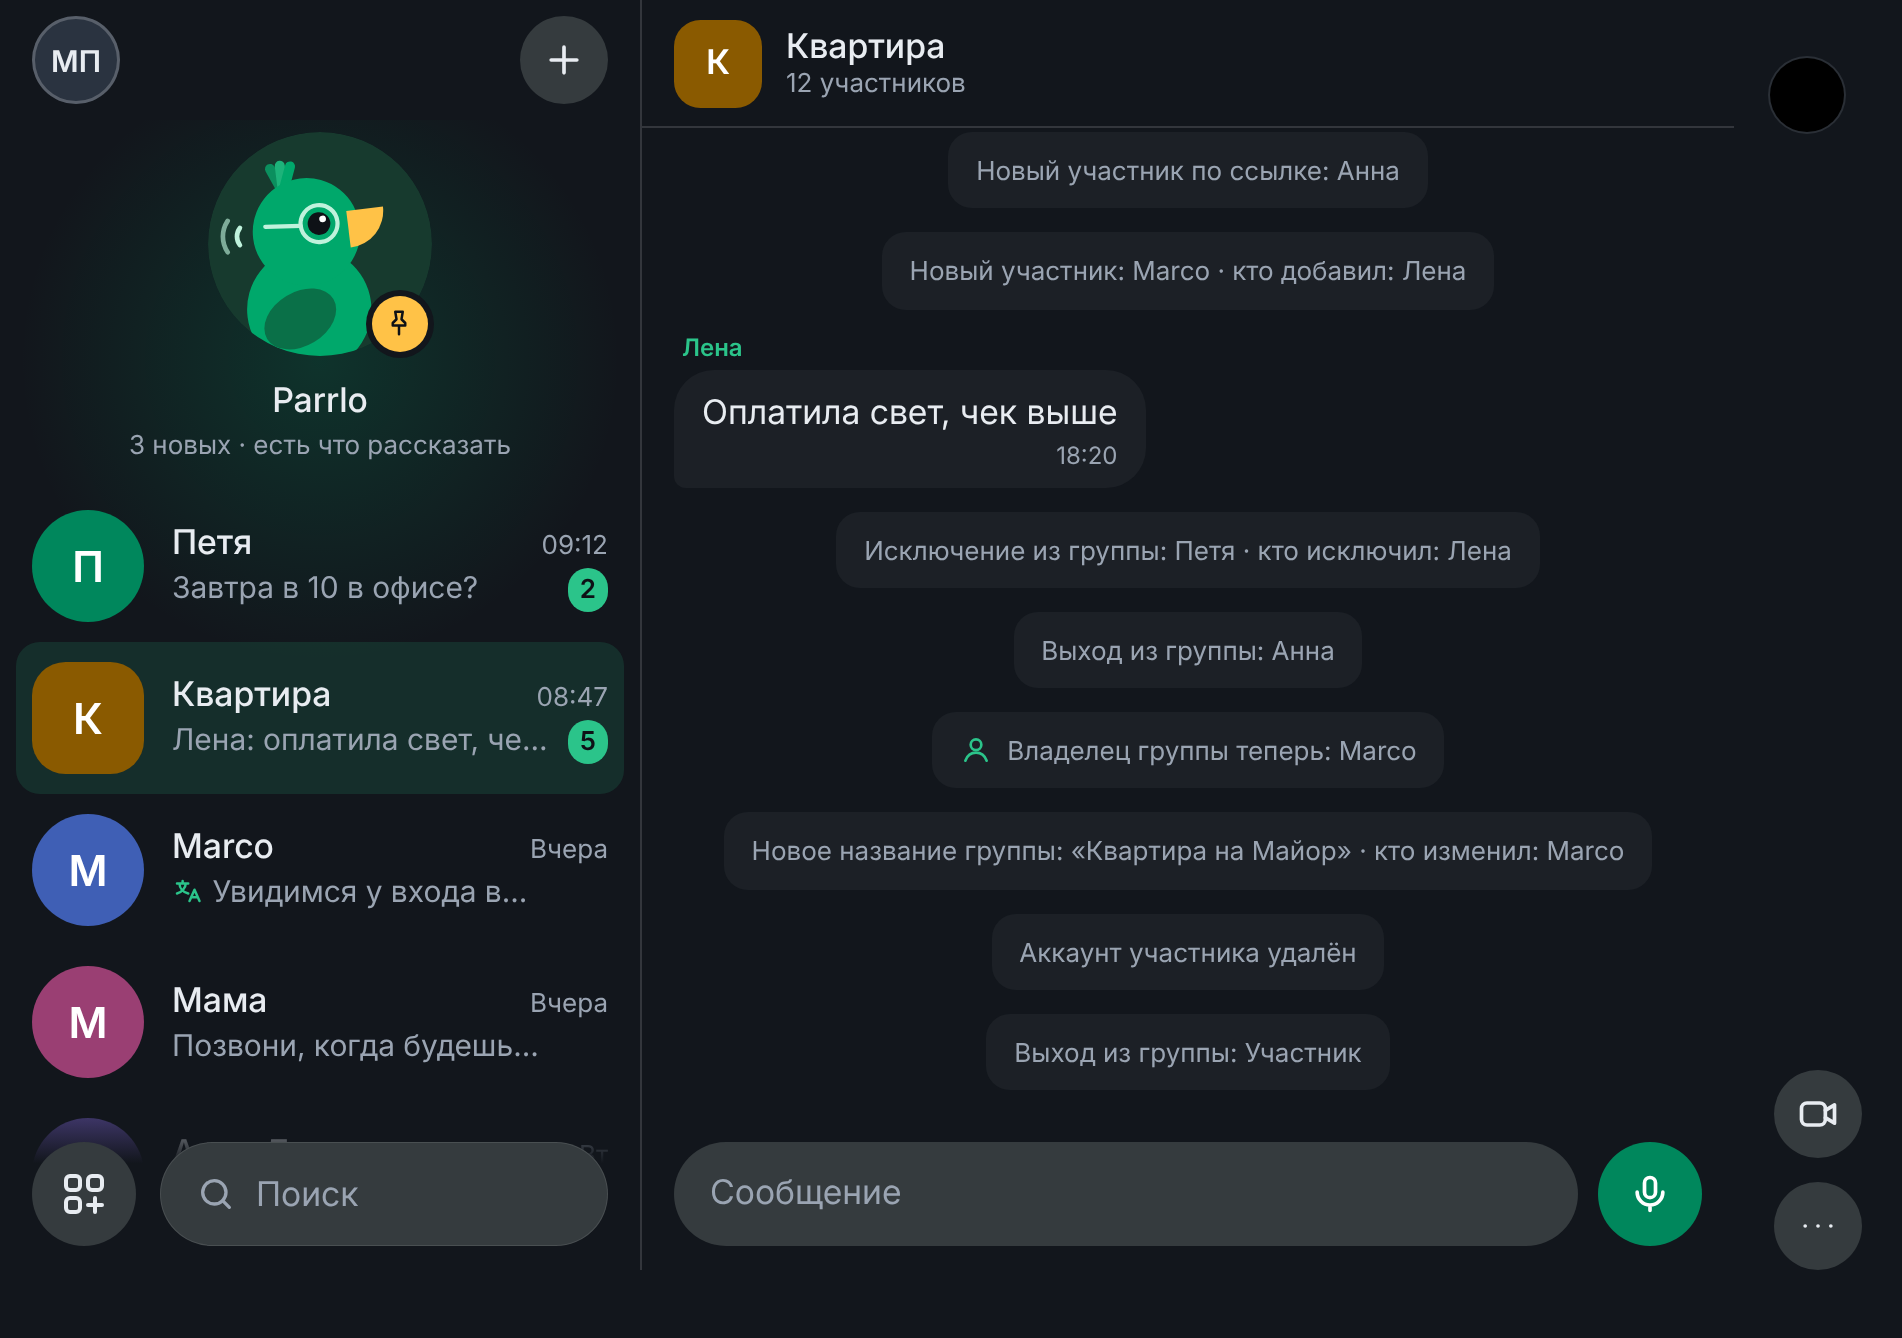 МП
Parrlo
3 новых · есть что рассказать
П
Петя
09:12
Завтра в 10 в офисе?
2
К
Квартира
08:47
Лена: оплатила свет, че...
5
M
Marco
Вчера
Увидимся у входа в...
М
Мама
Вчера
Позвони, когда будешь...
Поиск
К
Квартира
12 участников
Новый участник по ссылке: Анна
Новый участник: Marco · кто добавил: Лена
Лена
Оплатила свет, чек выше
18:20
Исключение из группы: Петя · кто исключил: Лена
Выход из группы: Анна
Владелец группы теперь: Marco
Новое название группы: «Квартира на Майор» · кто изменил: Marco
Аккаунт участника удалён
Выход из группы: Участник
Сообщение